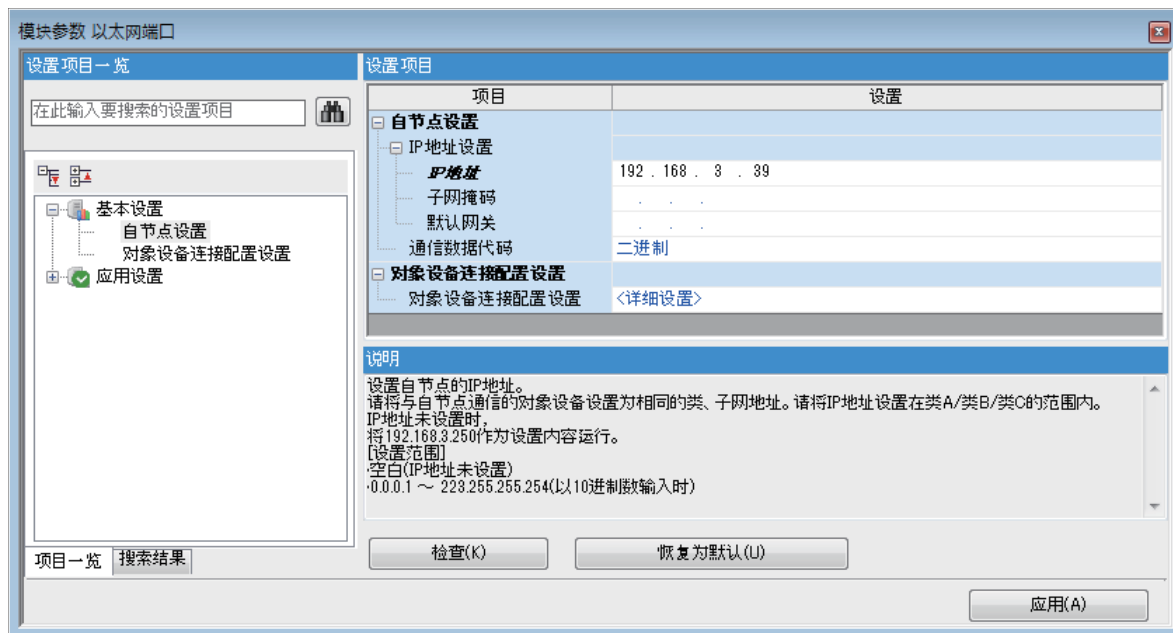 模块参数 以太网端口
设置项目一览
在此输入要搜索的设置项目
基本设置
自节点设置
对象设备连接配置设置
应用设置
项目一览
搜索结果
设置项目
项目 设置
自节点设置
IP地址设置
IP地址 192 . 168 . 3 . 39
子网掩码 . . .
默认网关 . . .
通信数据代码 二进制
对象设备连接配置设置
对象设备连接配置设置 <详细设置>
说明
设置自节点的IP地址。
请将与自节点通信的对象设备设置为相同的类、子网地址。请将IP地址设置在类A/类B/类C的范围内。
IP地址未设置时,
将192.168.3.250作为设置内容运行。
[设置范围]
·空白(IP地址未设置)
·0.0.0.1 ～ 223.255.255.254(以10进制数输入时)
检查(K)
恢复为默认(U)
应用(A)